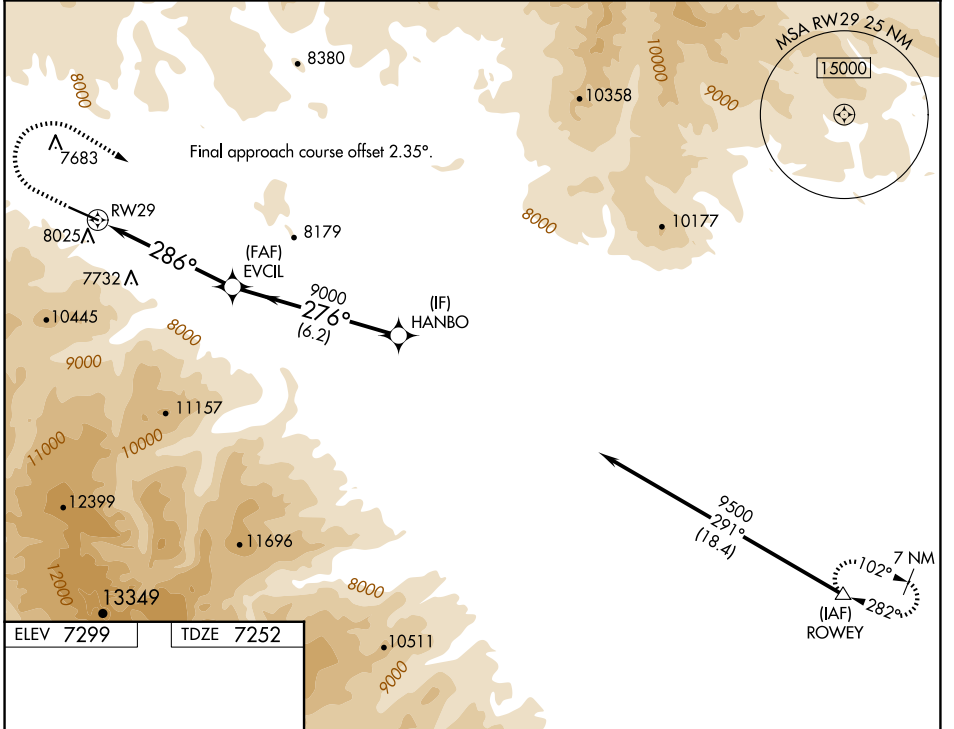 MSA RW29 25 NM
15000
8380
10358
10000
9000
8000
7683
Final approach course offset 2.35°.
RW29
8025
8179
10177
8000
286°
(FAF)
EVCIL
7732
9000
276°
(6.2)
(IF)
HANBO
10445
8000
9000
11157
11000
10000
12399
11696
9500
291°
(18.4)
7 NM
102°
282°
(IAF)
ROWEY
12000
13349
8000
ELEV 7299
TDZE 7252
10511
9000